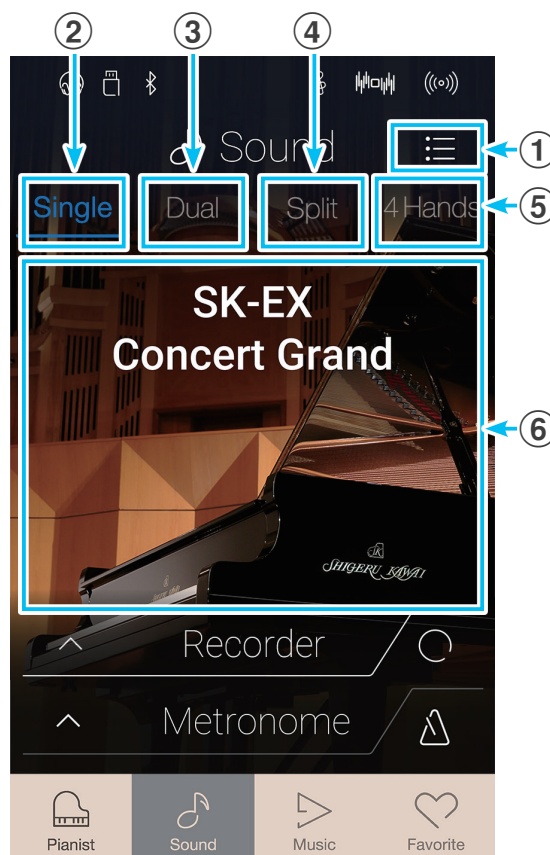 ② ③ ④
Sound
①
Single Dual Split 4 Hands
⑤
SK-EX
Concert Grand
⑥
SK
SHIGERU KAWAI
Recorder
Metronome
Pianist Sound Music Favorite